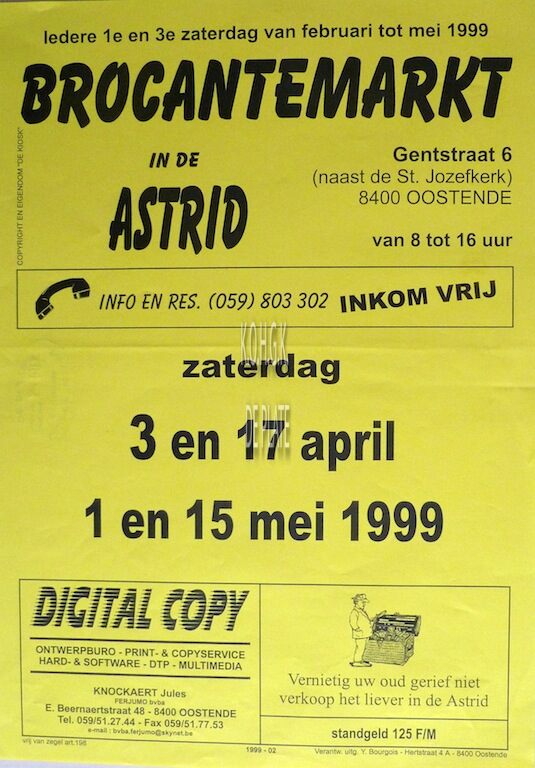 Iedere 1e en 3e zaterdag van februari tot mei 1999
BROCANTEMARKT
IN DE
ASTRID
Gentstraat 6
(naast de St. Jozefkerk)
8400 OOSTENDE
van 8 tot 16 uur
COPYRIGHT EN EIGENDOM "DE KIOSK"
INFO EN RES. (059) 803 302 INKOM VRIJ
KOHGK
zaterdag
DE PLATE
3 en 17 april
1 en 15 mei 1999
DIGITAL COPY
ONTWERPBURO - PRINT- & COPYSERVICE
HARD- & SOFTWARE - DTP - MULTIMEDIA
KNOCKAERT Jules
FERJUMO bvba
E. Beernaertstraat 48 - 8400 OOSTENDE
Tel. 059/51.27.44 - Fax 059/51.77.53
e-mail : bvba.ferjumo@skynet.be
Vernietig uw oud gerief niet
verkoop het liever in de Astrid
standgeld 125 F/M
vrij van zegel art.196
1999 - 02
Verantw. uitg. Y. Bourgois - Hertstraat 4 A - 8400 Oostende